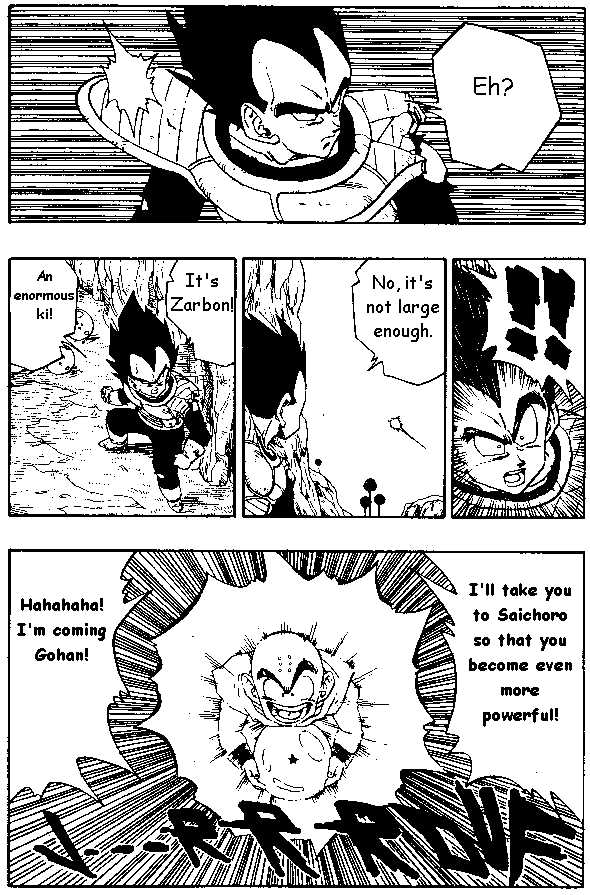 Eh?
An
enormous
ki!
It's
Zarbon!
No, it's
not large
enough.
!!
Hahahaha!
I'm coming
Gohan!
I'll take you
to Saichoro
so that you
become even
more
powerful!
V---RRROUF